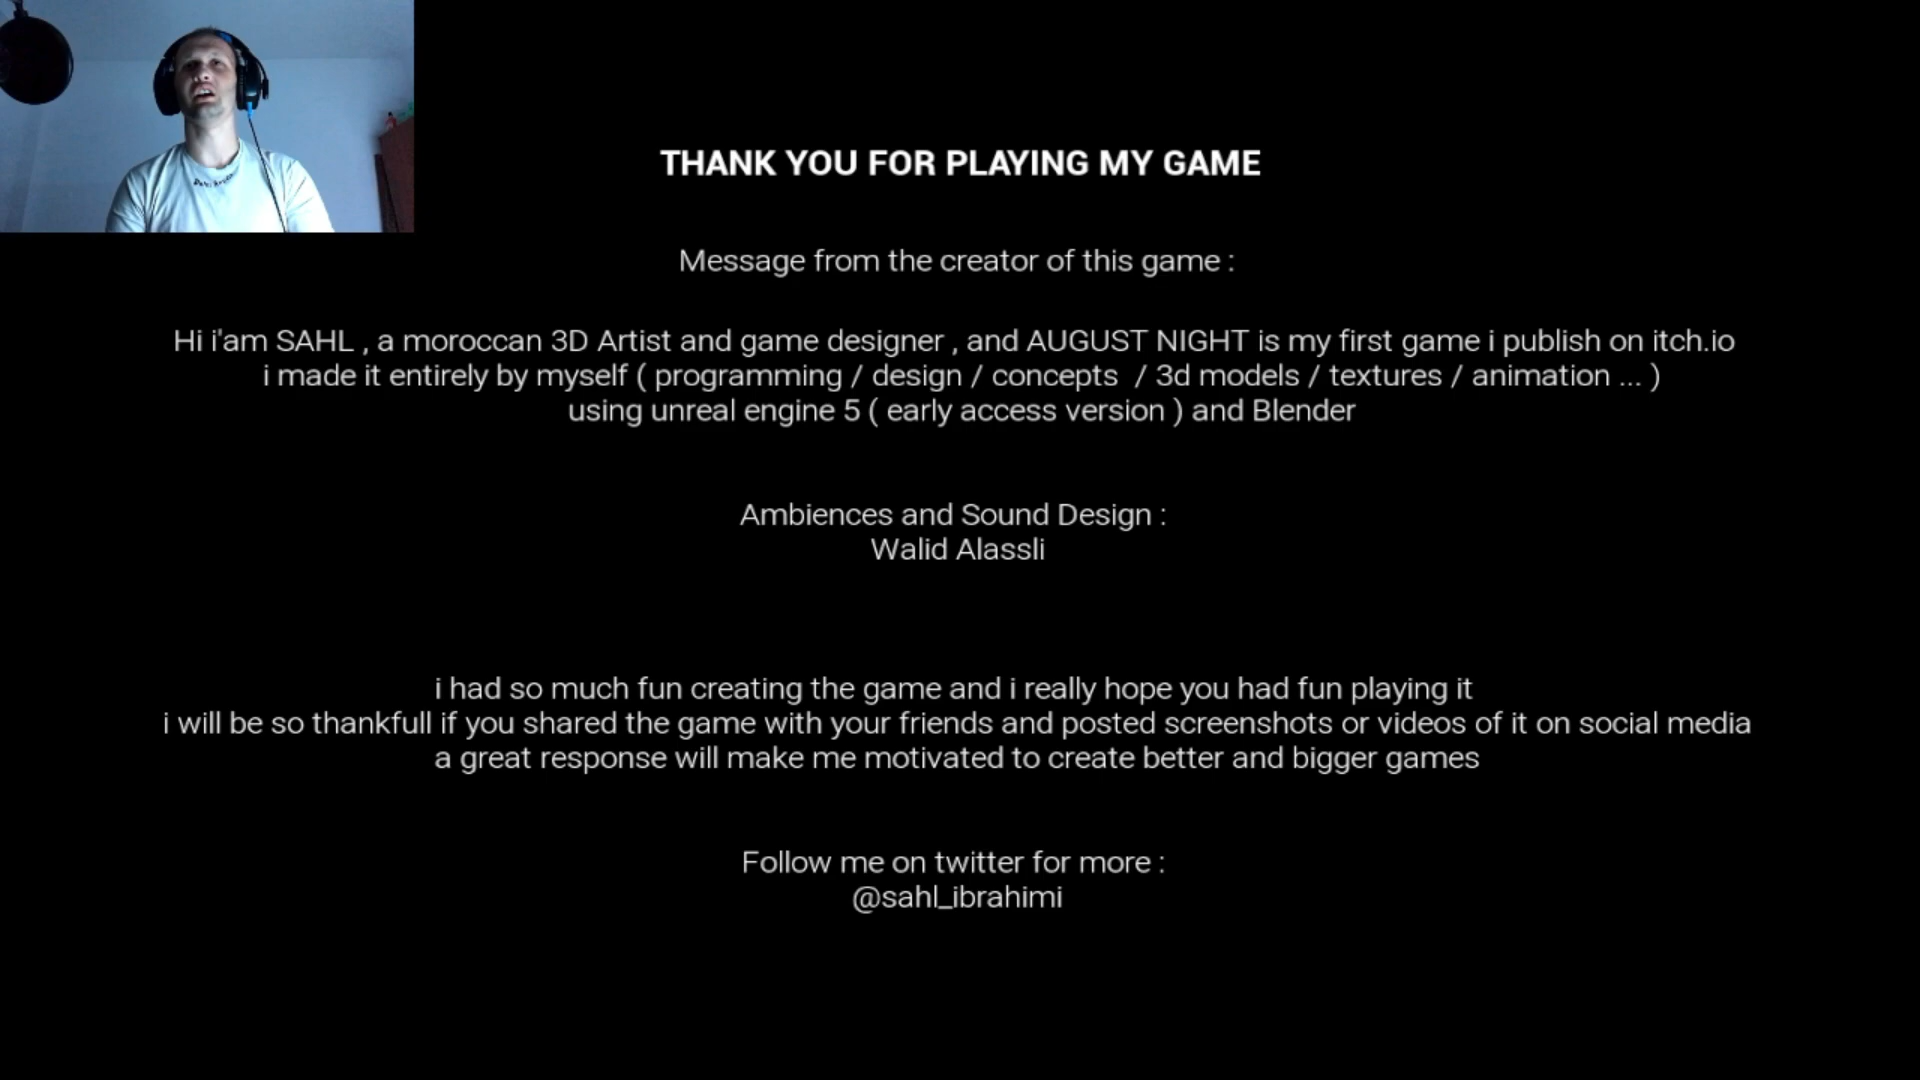 THANK YOU FOR PLAYING MY GAME
Message from the creator of this game :
Hi i'am SAHL , a moroccan 3D Artist and game designer , and AUGUST NIGHT is my first game i publish on itch.io
i made it entirely by myself ( programming / design / concepts / 3d models / textures / animation ... )
using unreal engine 5 ( early access version ) and Blender
Ambiences and Sound Design :
Walid Alassli
i had so much fun creating the game and i really hope you had fun playing it
i will be so thankfull if you shared the game with your friends and posted screenshots or videos of it on social media
a great response will make me motivated to create better and bigger games
Follow me on twitter for more :
@sahl_ibrahimi